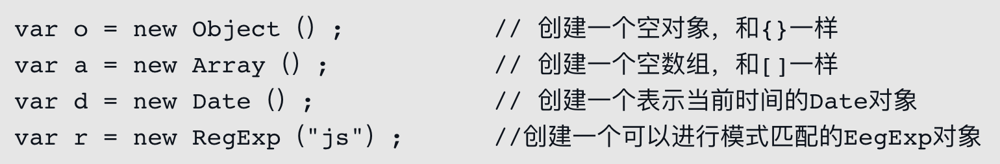 var o = new Object () ; // 创建一个空对象，和{}一样
var a = new Array () ; // 创建一个空数组，和[]一样
var d = new Date () ; // 创建一个表示当前时间的Date对象
var r = new RegExp ("js") ; //创建一个可以进行模式匹配的EegExp对象